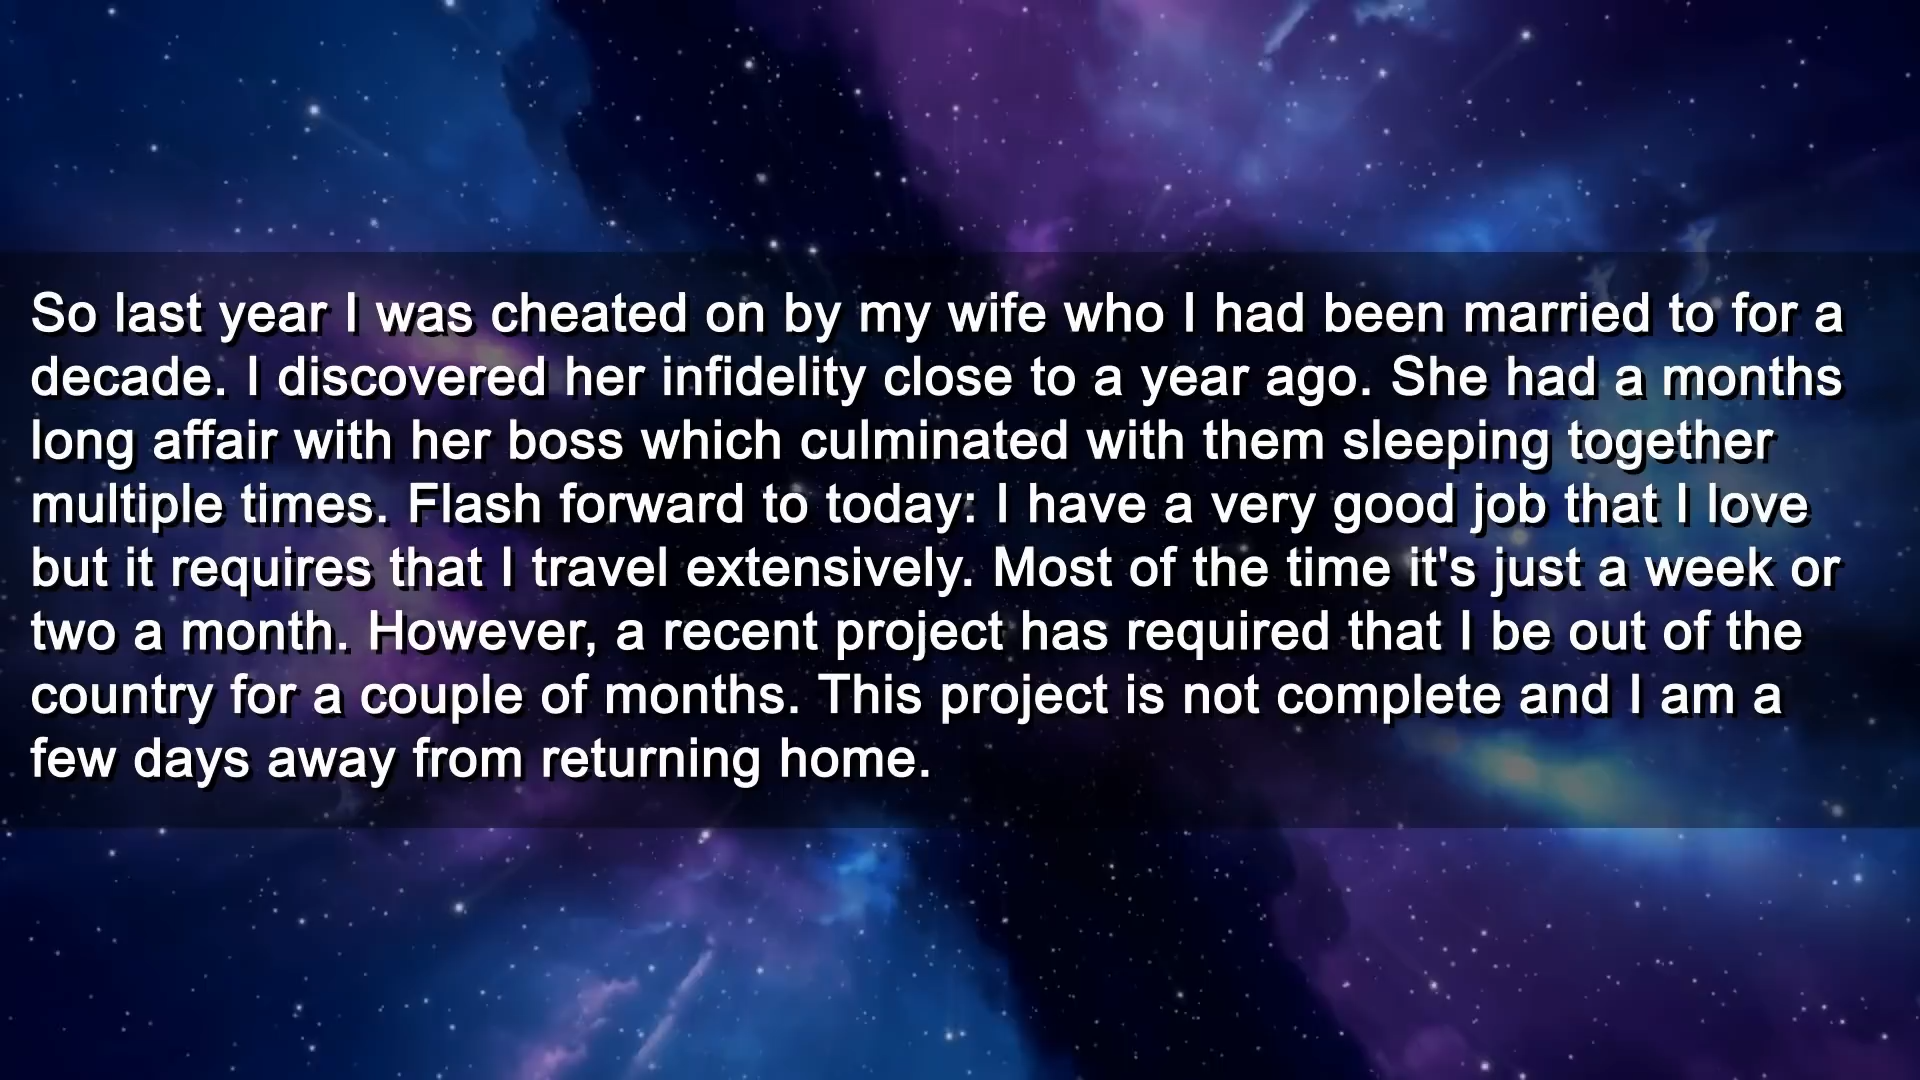 So last year I was cheated on by my wife who I had been married to for a
decade. I discovered her infidelity close to a year ago. She had a months
long affair with her boss which culminated with them sleeping together
multiple times. Flash forward to today: I have a very good job that I love
but it requires that I travel extensively. Most of the time it's just a week or
two a month. However, a recent project has required that I be out of the
country for a couple of months. This project is not complete and I am a
few days away from returning home.